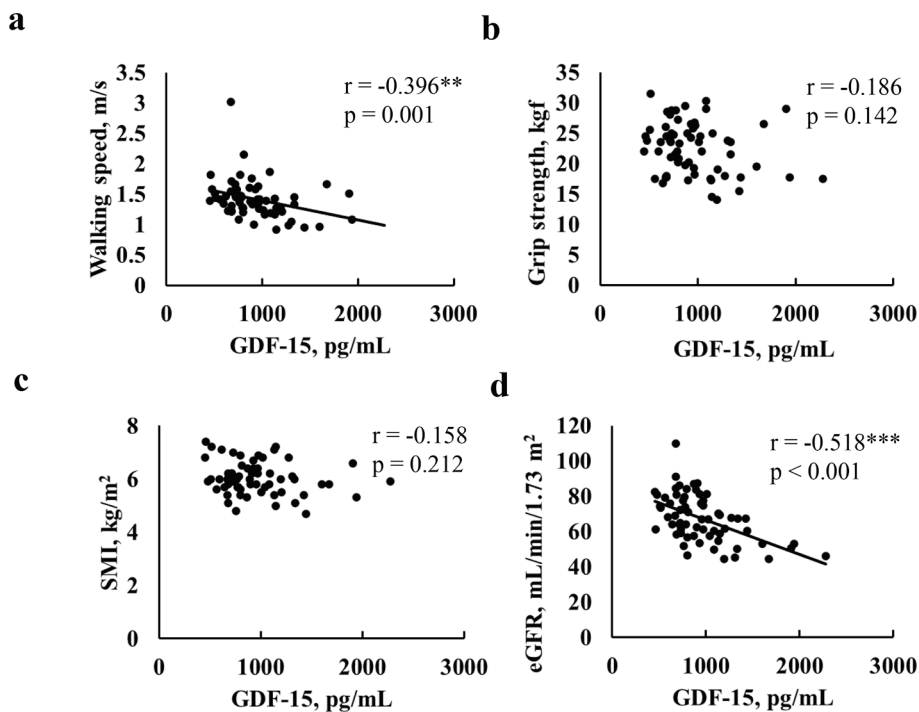 a
r = -0.396**
p = 0.001
Walking speed, m/s
3.5
3
2.5
2
1.5
1
0.5
0
0 1000 2000 3000
GDF-15, pg/mL
b
r = -0.186
p = 0.142
Grip strength, kgf
35
30
25
20
15
10
5
0
0 1000 2000 3000
GDF-15, pg/mL
c
r = -0.158
p = 0.212
SMI, kg/m²
8
6
4
2
0
0 1000 2000 3000
GDF-15, pg/mL
d
r = -0.518***
p < 0.001
eGFR, mL/min/1.73 m²
120
100
80
60
40
20
0
0 1000 2000 3000
GDF-15, pg/mL